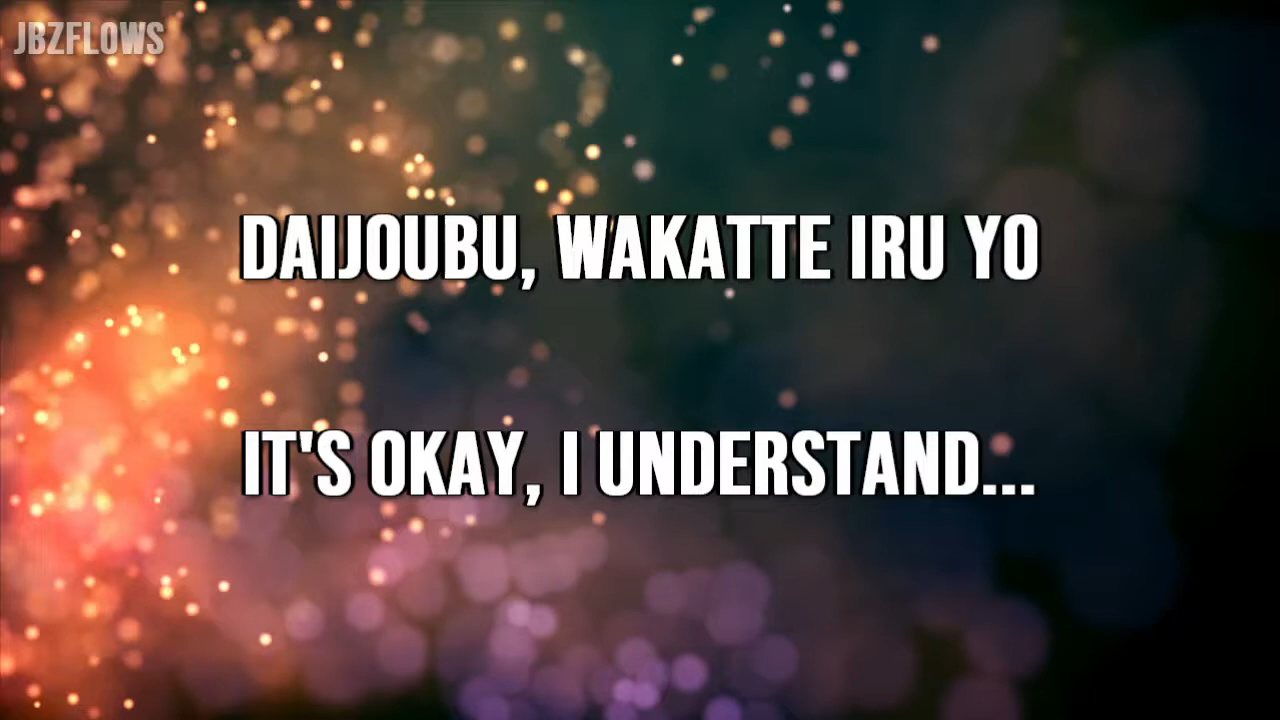 JBZFLOWS
DAIJOUBU, WAKATTE IRU YO
IT'S OKAY, I UNDERSTAND...